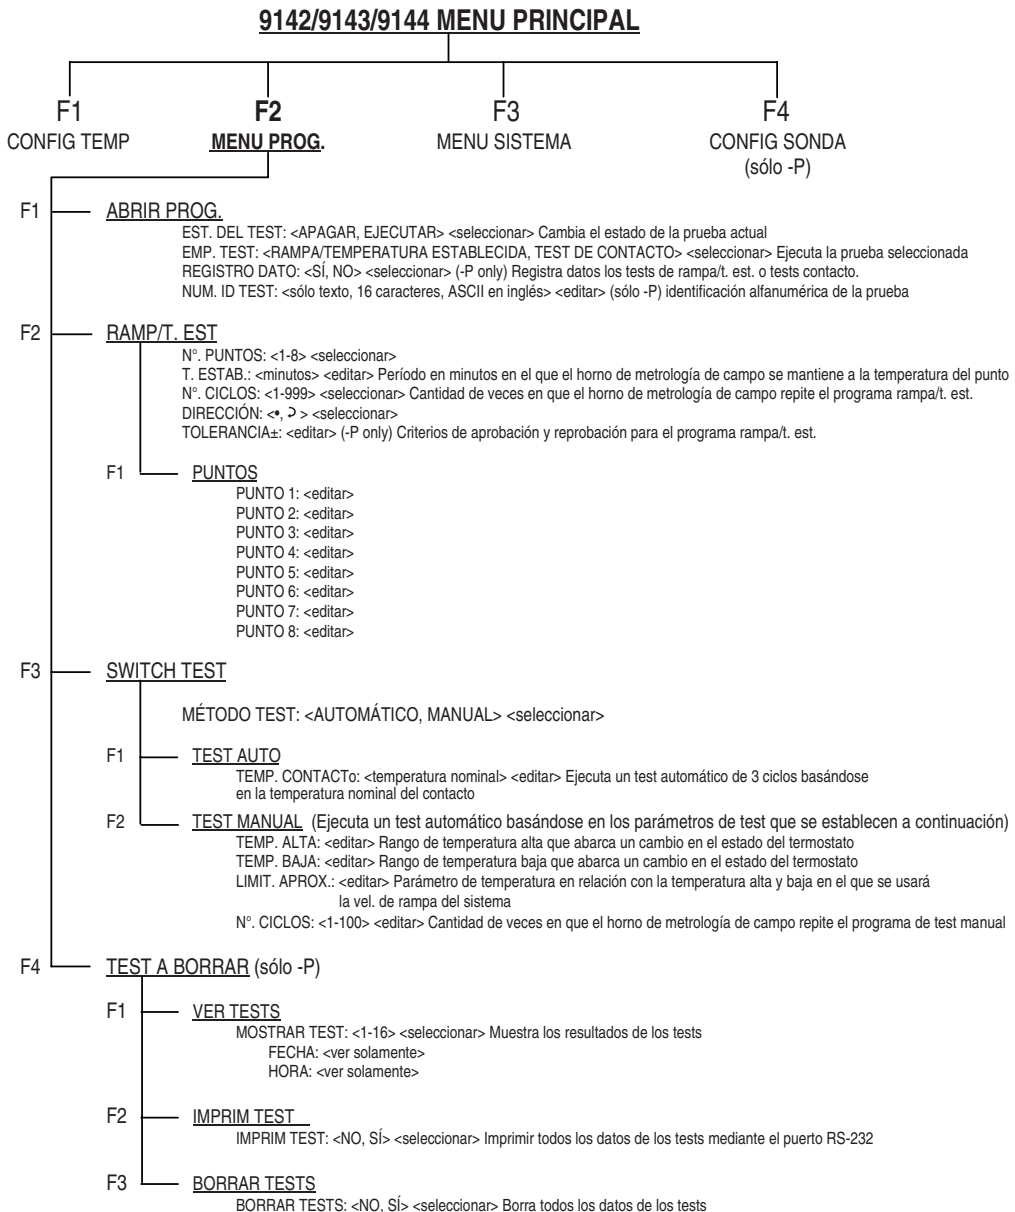 9142/9143/9144 MENU PRINCIPAL
F1 F2 F3 F4
CONFIG TEMP MENU PROG. MENU SISTEMA CONFIG SONDA
(sólo -P)
F1 ABRIR PROG.
EST. DEL TEST: <APAGAR, EJECUTAR> <seleccionar> Cambia el estado de la prueba actual
EMP. TEST: <RAMPA/TEMPERATURA ESTABLECIDA, TEST DE CONTACTO> <seleccionar> Ejecuta la prueba seleccionada
REGISTRO DATO: <SÍ, NO> <seleccionar> (-P only) Registra datos los tests de rampa/t. est. o tests contacto.
NUM. ID TEST: <sólo texto, 16 caracteres, ASCII en inglés> <editar> (sólo -P) identificación alfanumérica de la prueba
F2 RAMP/T. EST
N°. PUNTOS: <1-8> <seleccionar>
T. ESTAB.: <minutos> <editar> Período en minutos en el que el horno de metrología de campo se mantiene a la temperatura del punto
N°. CICLOS: <1-999> <seleccionar> Cantidad de veces en que el horno de metrología de campo repite el programa rampa/t. est.
DIRECCIÓN: <•, ⊃ > <seleccionar>
TOLERANCIA±: <editar> (-P only) Criterios de aprobación y reprobación para el programa rampa/t. est.
F1 PUNTOS
PUNTO 1: <editar>
PUNTO 2: <editar>
PUNTO 3: <editar>
PUNTO 4: <editar>
PUNTO 5: <editar>
PUNTO 6: <editar>
PUNTO 7: <editar>
PUNTO 8: <editar>
F3 SWITCH TEST
MÉTODO TEST: <AUTOMÁTICO, MANUAL> <seleccionar>
F1 TEST AUTO
TEMP. CONTACTo: <temperatura nominal> <editar> Ejecuta un test automático de 3 ciclos basándose
en la temperatura nominal del contacto
F2 TEST MANUAL (Ejecuta un test automático basándose en los parámetros de test que se establecen a continuación)
TEMP. ALTA: <editar> Rango de temperatura alta que abarca un cambio en el estado del termostato
TEMP. BAJA: <editar> Rango de temperatura baja que abarca un cambio en el estado del termostato
LIMIT. APROX.: <editar> Parámetro de temperatura en relación con la temperatura alta y baja en el que se usará
la vel. de rampa del sistema
N°. CICLOS: <1-100> <editar> Cantidad de veces en que el horno de metrología de campo repite el programa de test manual
F4 TEST A BORRAR (sólo -P)
F1 VER TESTS
MOSTRAR TEST: <1-16> <seleccionar> Muestra los resultados de los tests
FECHA: <ver solamente>
HORA: <ver solamente>
F2 IMPRIM TEST
IMPRIM TEST: <NO, SÍ> <seleccionar> Imprimir todos los datos de los tests mediante el puerto RS-232
F3 BORRAR TESTS
BORRAR TESTS: <NO, SÍ> <seleccionar> Borra todos los datos de los tests